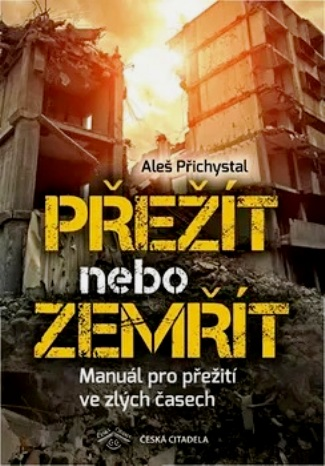 Aleš Přichystal
PŘEŽÍT
nebo
ZEMŘÍT
Manuál pro přežití
ve zlých časech
ČESKÁ CITADELA